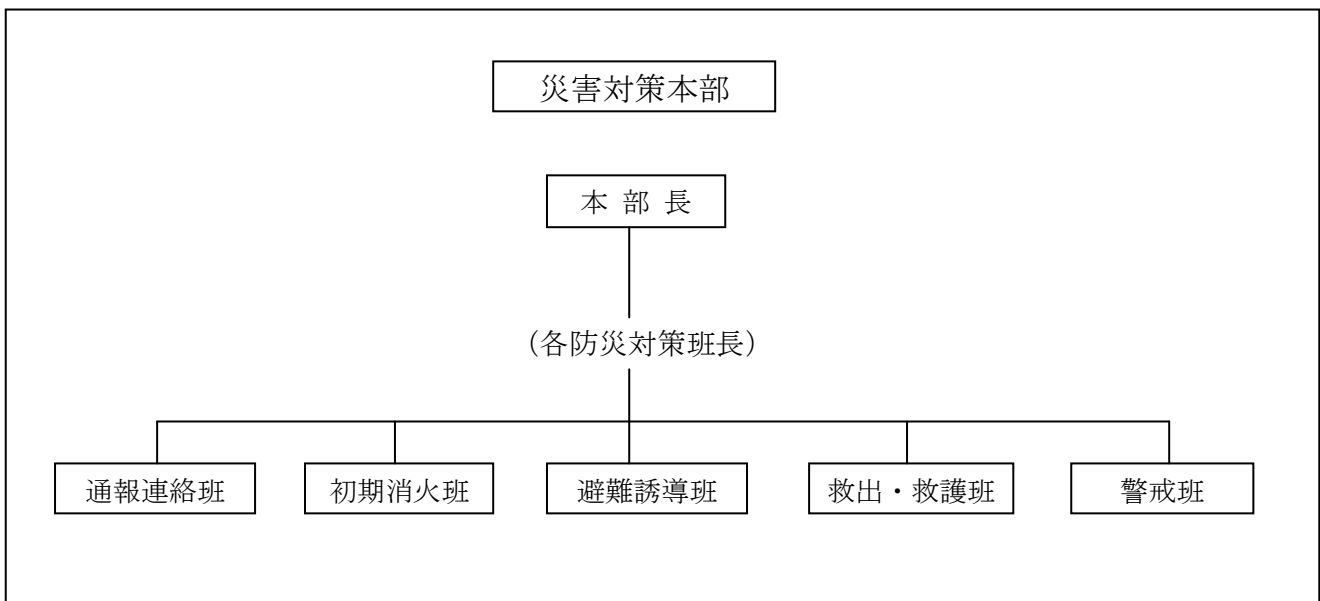 災害対策本部
本 部 長
（各防災対策班長）
通報連絡班
初期消火班
避難誘導班
救出・救護班
警戒班